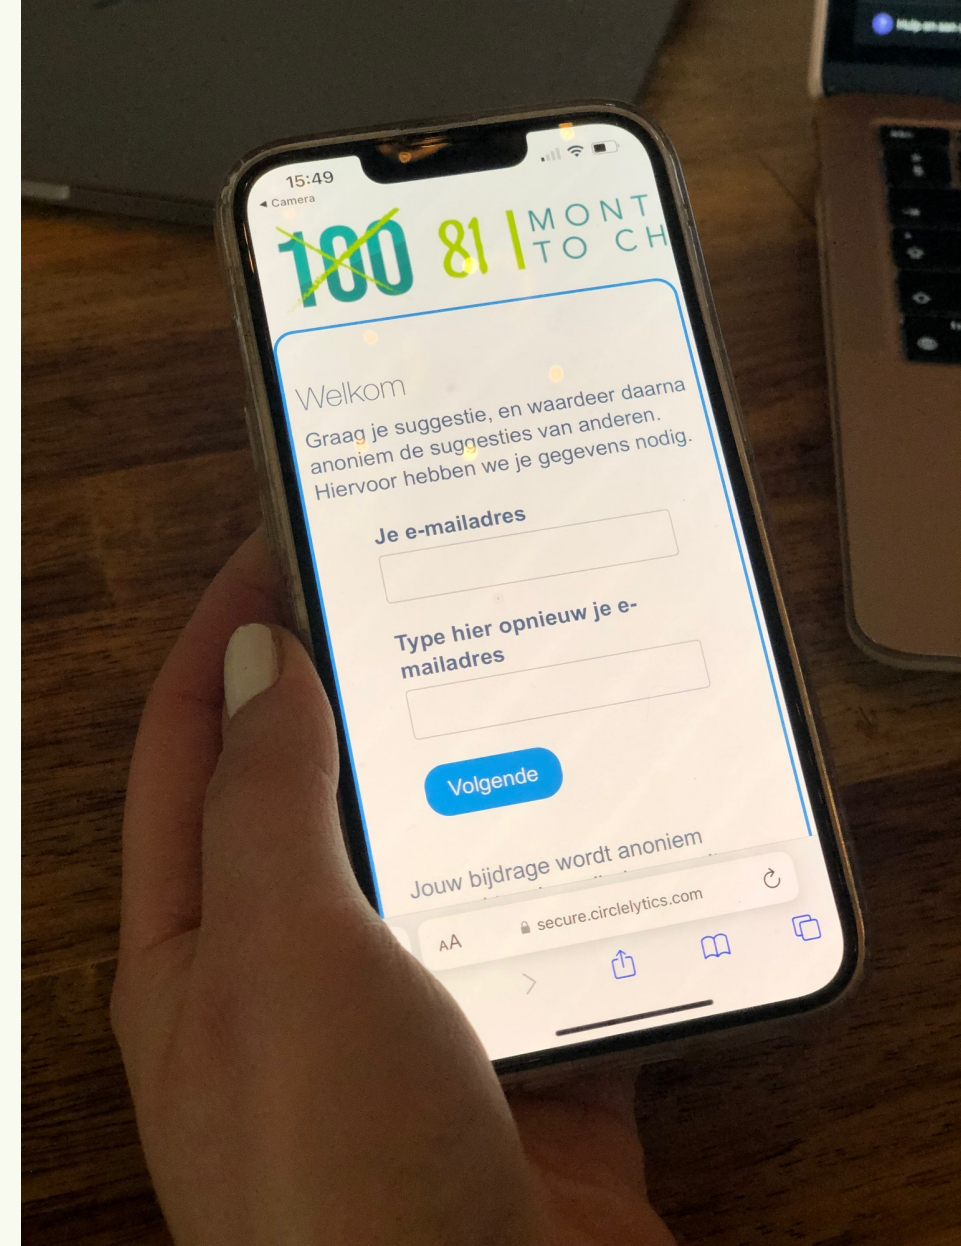 Hulp en
15:49
◀ Camera
100 81 | MONT
TO CH
Welkom
Graag je suggestie, en waardeer daarna
anoniem de suggesties van anderen.
Hiervoor hebben we je gegevens nodig.
Je e-mailadres
Type hier opnieuw je e-
mailadres
Volgende
Jouw bijdrage wordt anoniem
AA secure.circlelytics.com